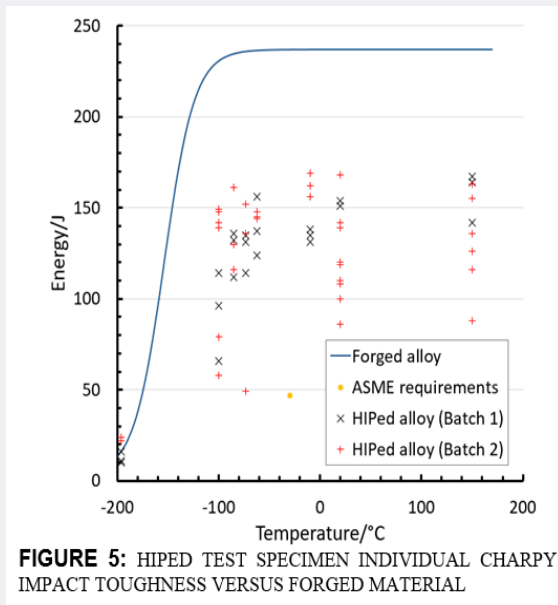 250
200
150
100
50
0
Energy/J
-200
-100
0
100
200
Temperature/°C
Forged alloy
ASME requirements
HIPed alloy (Batch 1)
HIPed alloy (Batch 2)
FIGURE 5: HIPED TEST SPECIMEN INDIVIDUAL CHARPY
IMPACT TOUGHNESS VERSUS FORGED MATERIAL